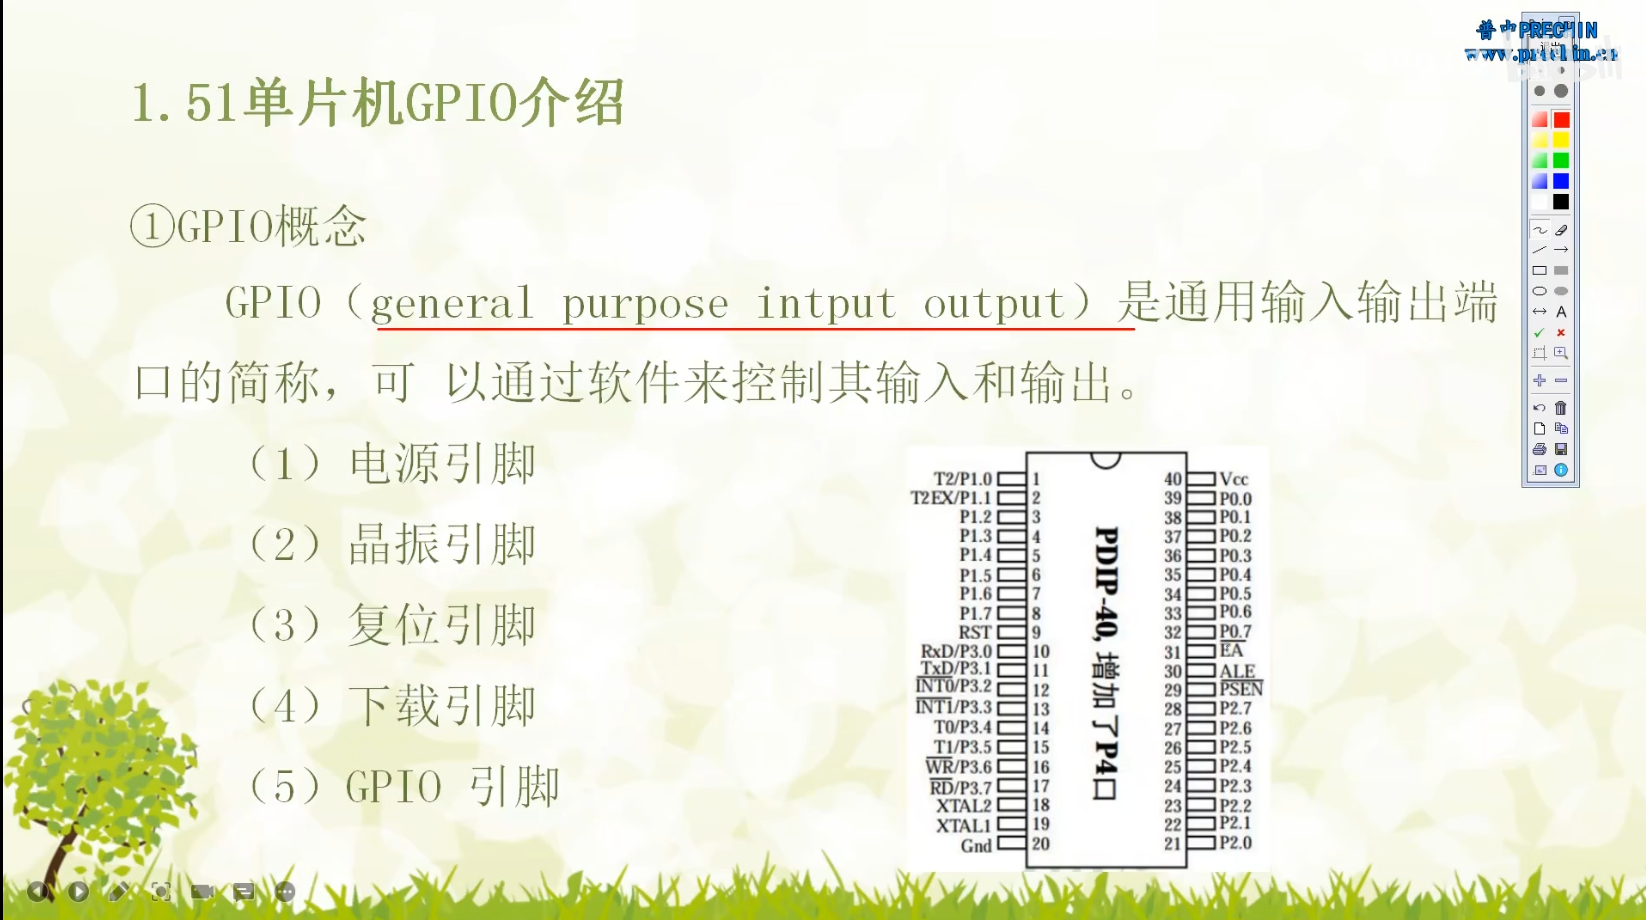 普中PRECHIN
www.prechin.cn
1.51单片机GPIO介绍
①GPIO概念
GPIO（general purpose intput output）是通用输入输出端
口的简称，可 以通过软件来控制其输入和输出。
（1）电源引脚
（2）晶振引脚
（3）复位引脚
（4）下载引脚
（5）GPIO 引脚
T2/P1.0 1 40 Vcc
T2EX/P1.1 2 39 P0.0
P1.2 3 38 P0.1
P1.3 4 37 P0.2
P1.4 5 36 P0.3
P1.5 6 35 P0.4
P1.6 7 34 P0.5
P1.7 8 33 P0.6
RST 9 32 P0.7
RxD/P3.0 10 31 EA
TxD/P3.1 11 30 ALE
INT0/P3.2 12 29 PSEN
INT1/P3.3 13 28 P2.7
T0/P3.4 14 27 P2.6
T1/P3.5 15 26 P2.5
WR/P3.6 16 25 P2.4
RD/P3.7 17 24 P2.3
XTAL2 18 23 P2.2
XTAL1 19 22 P2.1
Gnd 20 21 P2.0
PDIP-40, 增加了P4口